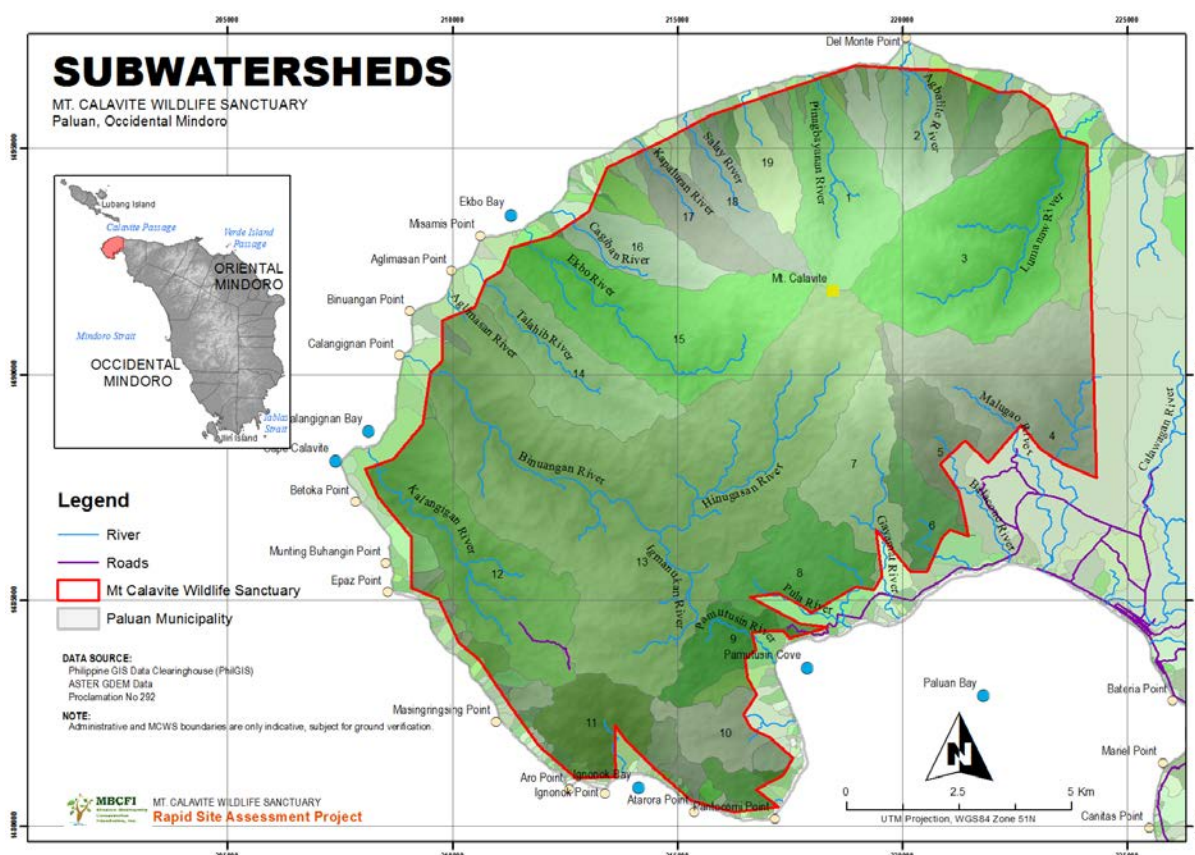 205000
210000
215000
220000
225000
SUBWATERSHEDS
MT. CALAVITE WILDLIFE SANCTUARY
Paluan, Occidental Mindoro
Del Monte Point
Agbalile River
Pinagbayanan River
Salay River
Kapaturan River
Lumanaw River
2
19
1
18
17
16
3
Lubang Island
Calavite Passage
Verde Island
Passage
ORIENTAL
MINDORO
Mindoro Strait
OCCIDENTAL
MINDORO
Strait
Ekbo Bay
Misamis Point
Aglimasan Point
Binuangan Point
Calangignan Point
Cagiban River
Ekbo River
Talahib River
Aglimasan River
Mt. Calavite
15
14
Malugao River
4
Calawagan River
5
7
6
Balacone River
Cape Calavite
Betoka Point
Binuangan River
Hinugasan River
Kalangigan River
Munting Buhangin Point
Epaz Point
12
13
Igmanukan River
8
Pula River
Pamutusin River
9
Pamutusin Cove
Paluan Bay
Bateria Point
Legend
River
Roads
Mt Calavite Wildlife Sanctuary
Paluan Municipality
DATA SOURCE:
Philippine GIS Data Clearinghouse (PhilGIS)
ASTER GDEM Data
Proclamation No 292
NOTE:
Administrative and MCWS boundaries are only indicative, subject for ground verification.
Masingringsing Point
11
10
Aro Point
Ignonok Point
Ignonok Bay
Atarora Point
Pantocomi Point
N
Mariel Point
Canitas Point
0
2.5
5 Km
UTM Projection, WGS84 Zone 51N
MBCFI
MT. CALAVITE WILDLIFE SANCTUARY
Rapid Site Assessment Project